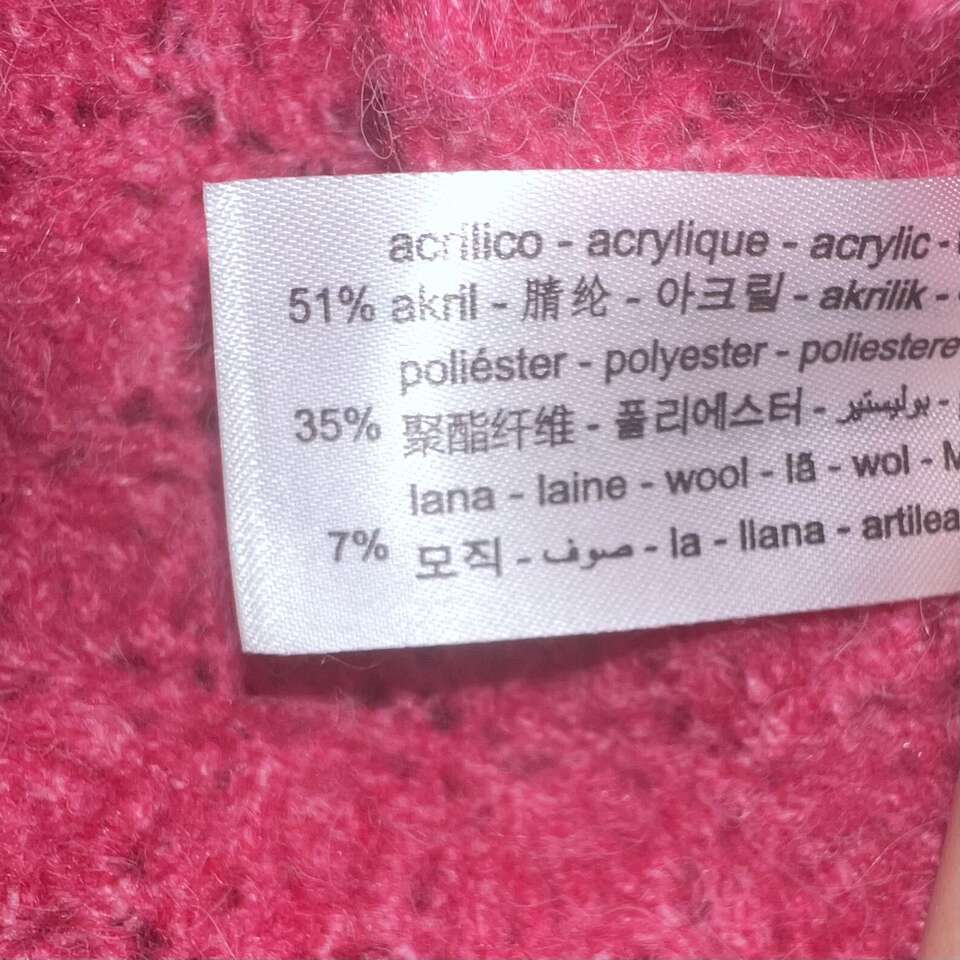 acrilico - acrylique - acrylic -
51% akril - 腈纶 - 아크릴 - akrilik -
poliéster - polyester - poliestere
35% 聚酯纤维 - 폴리에스터 - بوليستير -
lana - laine - wool - lã - wol -
7% 모직 - صوف - la - llana - artilea